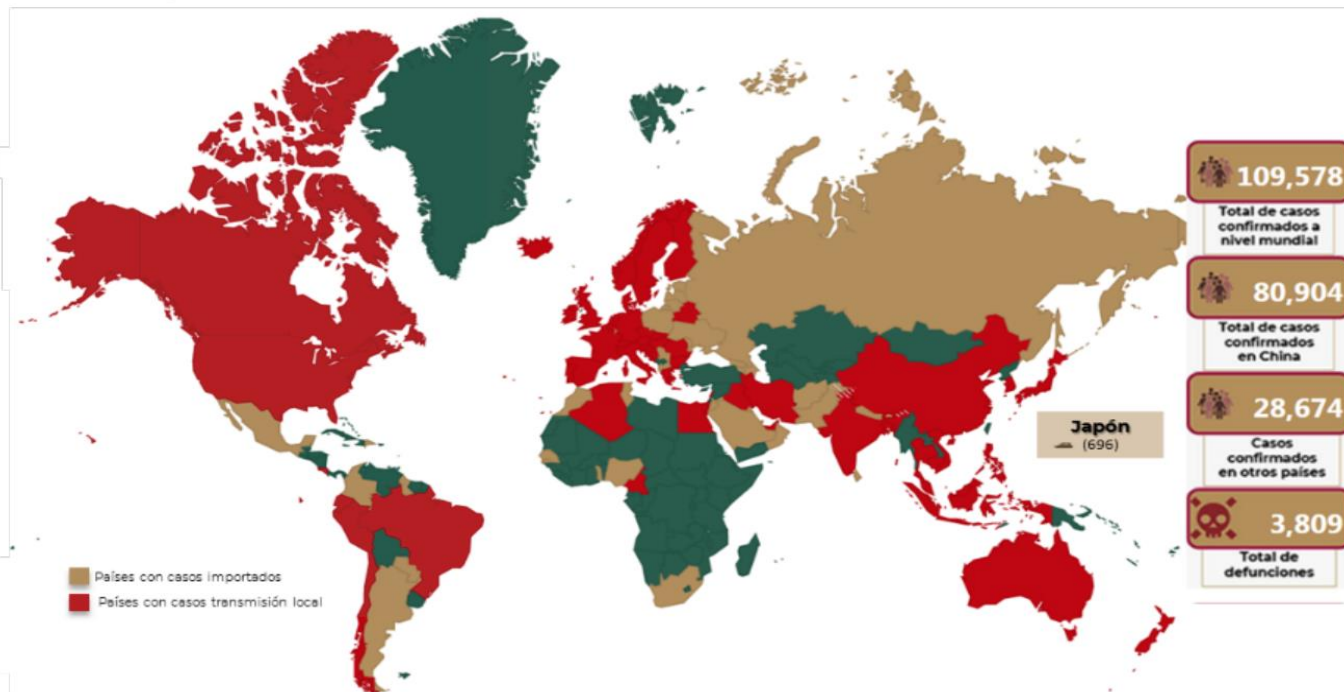 109,578
Total de casos
confirmados a
nivel mundial
80,904
Total de casos
confirmados
en China
Japón
(696)
28,674
Casos
confirmados
en otros países
3,809
Total de
defunciones
Países con casos importados
Países con casos transmisión local